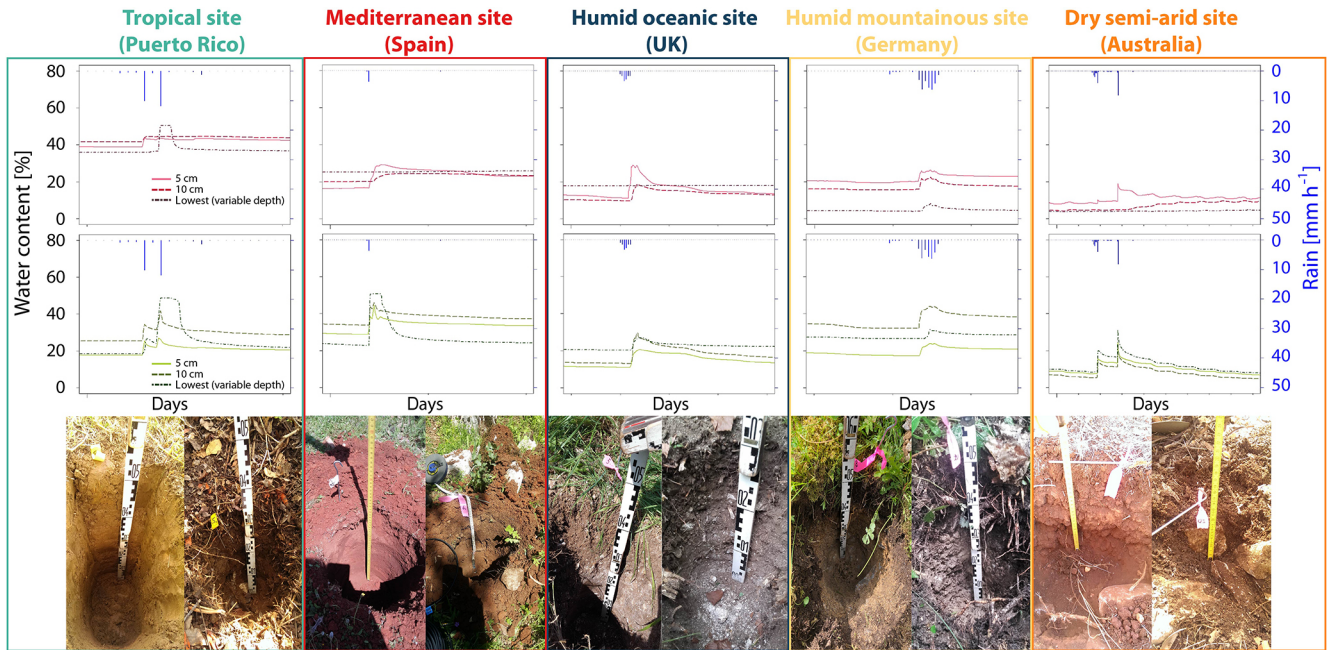 Tropical site
(Puerto Rico)
Mediterranean site
(Spain)
Humid oceanic site
(UK)
Humid mountainous site
(Germany)
Dry semi-arid site
(Australia)
Water content [%]
80
60
40
20
0
5 cm
10 cm
Lowest (variable depth)
0
10
20
30
40
50
Rain [mm h⁻¹]
80
60
40
20
0
5 cm
10 cm
Lowest (variable depth)
0
10
20
30
40
50
Days
Days
Days
Days
Days